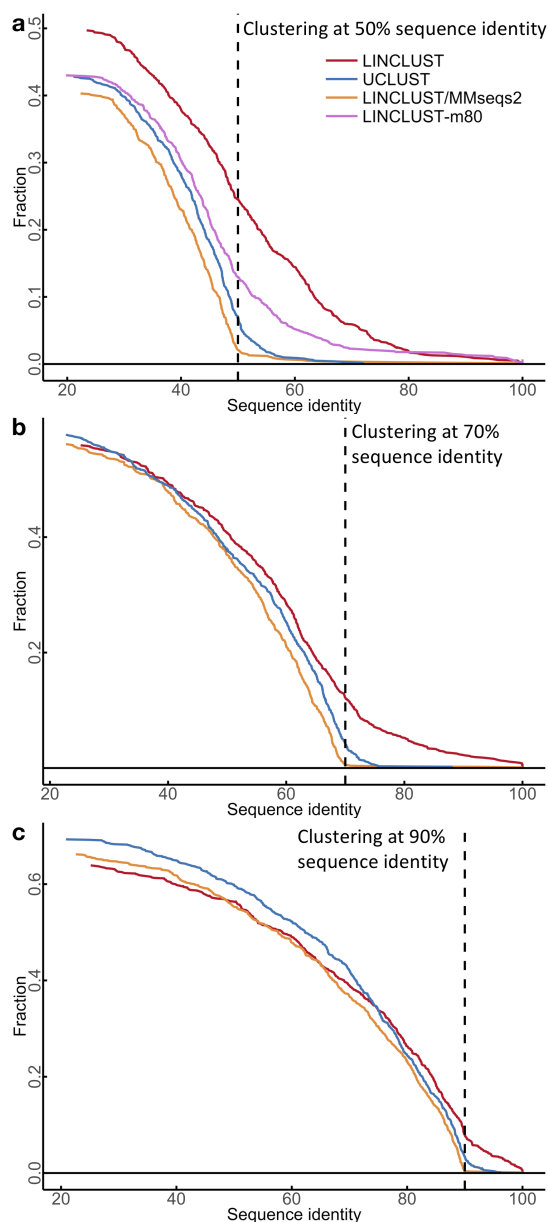 a
Clustering at 50% sequence identity
LINCLUST
UCLUST
LINCLUST/MMseqs2
LINCLUST-m80
Fraction
0.5
0.4
0.3
0.2
0.1
0.0
20 40 60 80 100
Sequence identity
b
Clustering at 70%
sequence identity
Fraction
0.4
0.2
20 40 60 80 100
Sequence identity
c
Clustering at 90%
sequence identity
Fraction
0.6
0.4
0.2
0.0
20 40 60 80 100
Sequence identity